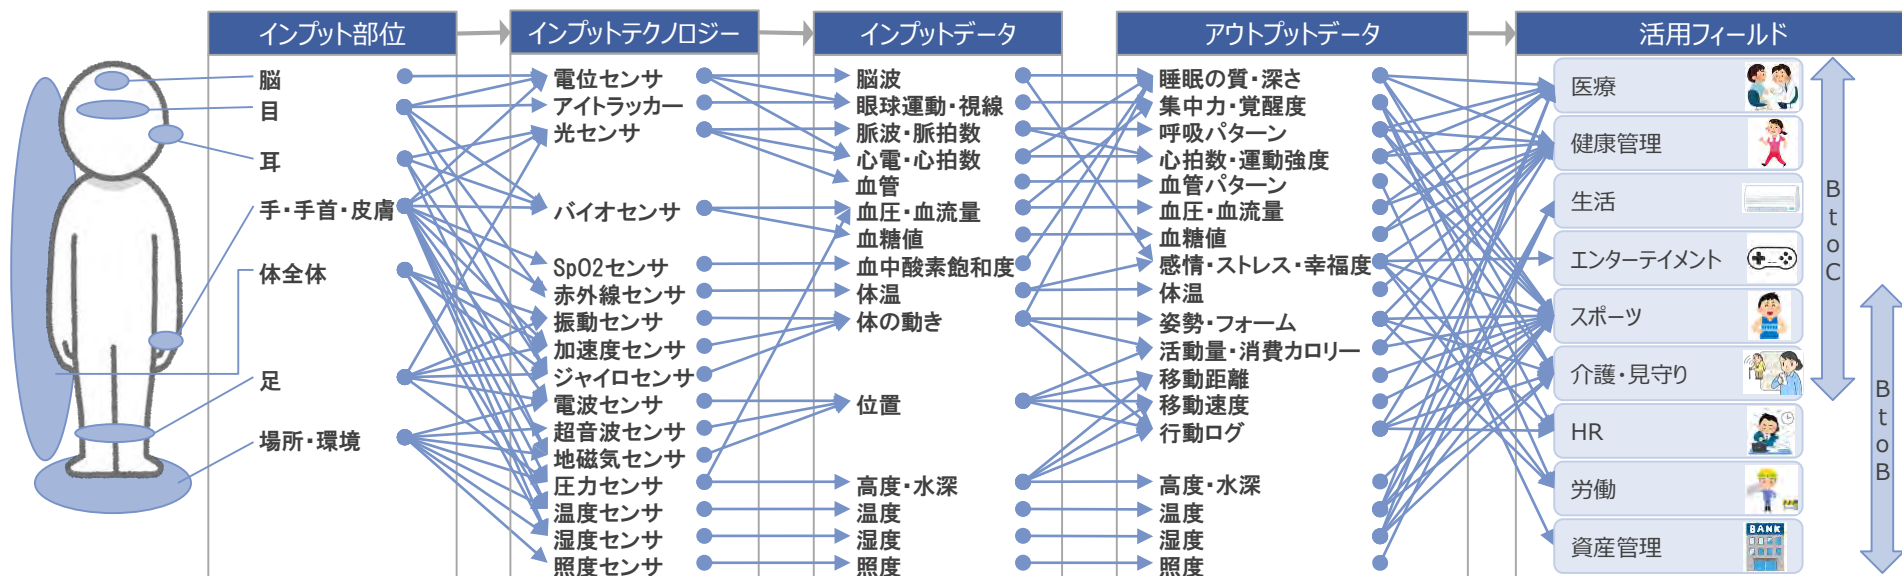 インプット部位
インプットテクノロジー
インプットデータ
アウトプットデータ
活用フィールド
脳
目
耳
手・手首・皮膚
体全体
足
場所・環境
電位センサ
アイトラッカー
光センサ
バイオセンサ
SpO2センサ
赤外線センサ
振動センサ
加速度センサ
ジャイロセンサ
電波センサ
超音波センサ
地磁気センサ
圧力センサ
温度センサ
湿度センサ
照度センサ
脳波
眼球運動・視線
脈波・脈拍数
心電・心拍数
血管
血圧・血流量
血糖値
血中酸素飽和度
体温
体の動き
位置
高度・水深
温度
湿度
照度
睡眠の質・深さ
集中力・覚醒度
呼吸パターン
心拍数・運動強度
血管パターン
血圧・血流量
血糖値
感情・ストレス・幸福度
体温
姿勢・フォーム
活動量・消費カロリー
移動距離
移動速度
行動ログ
高度・水深
温度
湿度
照度
医療
健康管理
生活
エンターテイメント
スポーツ
介護・見守り
HR
労働
資産管理
BANK
BtoC
BtoB